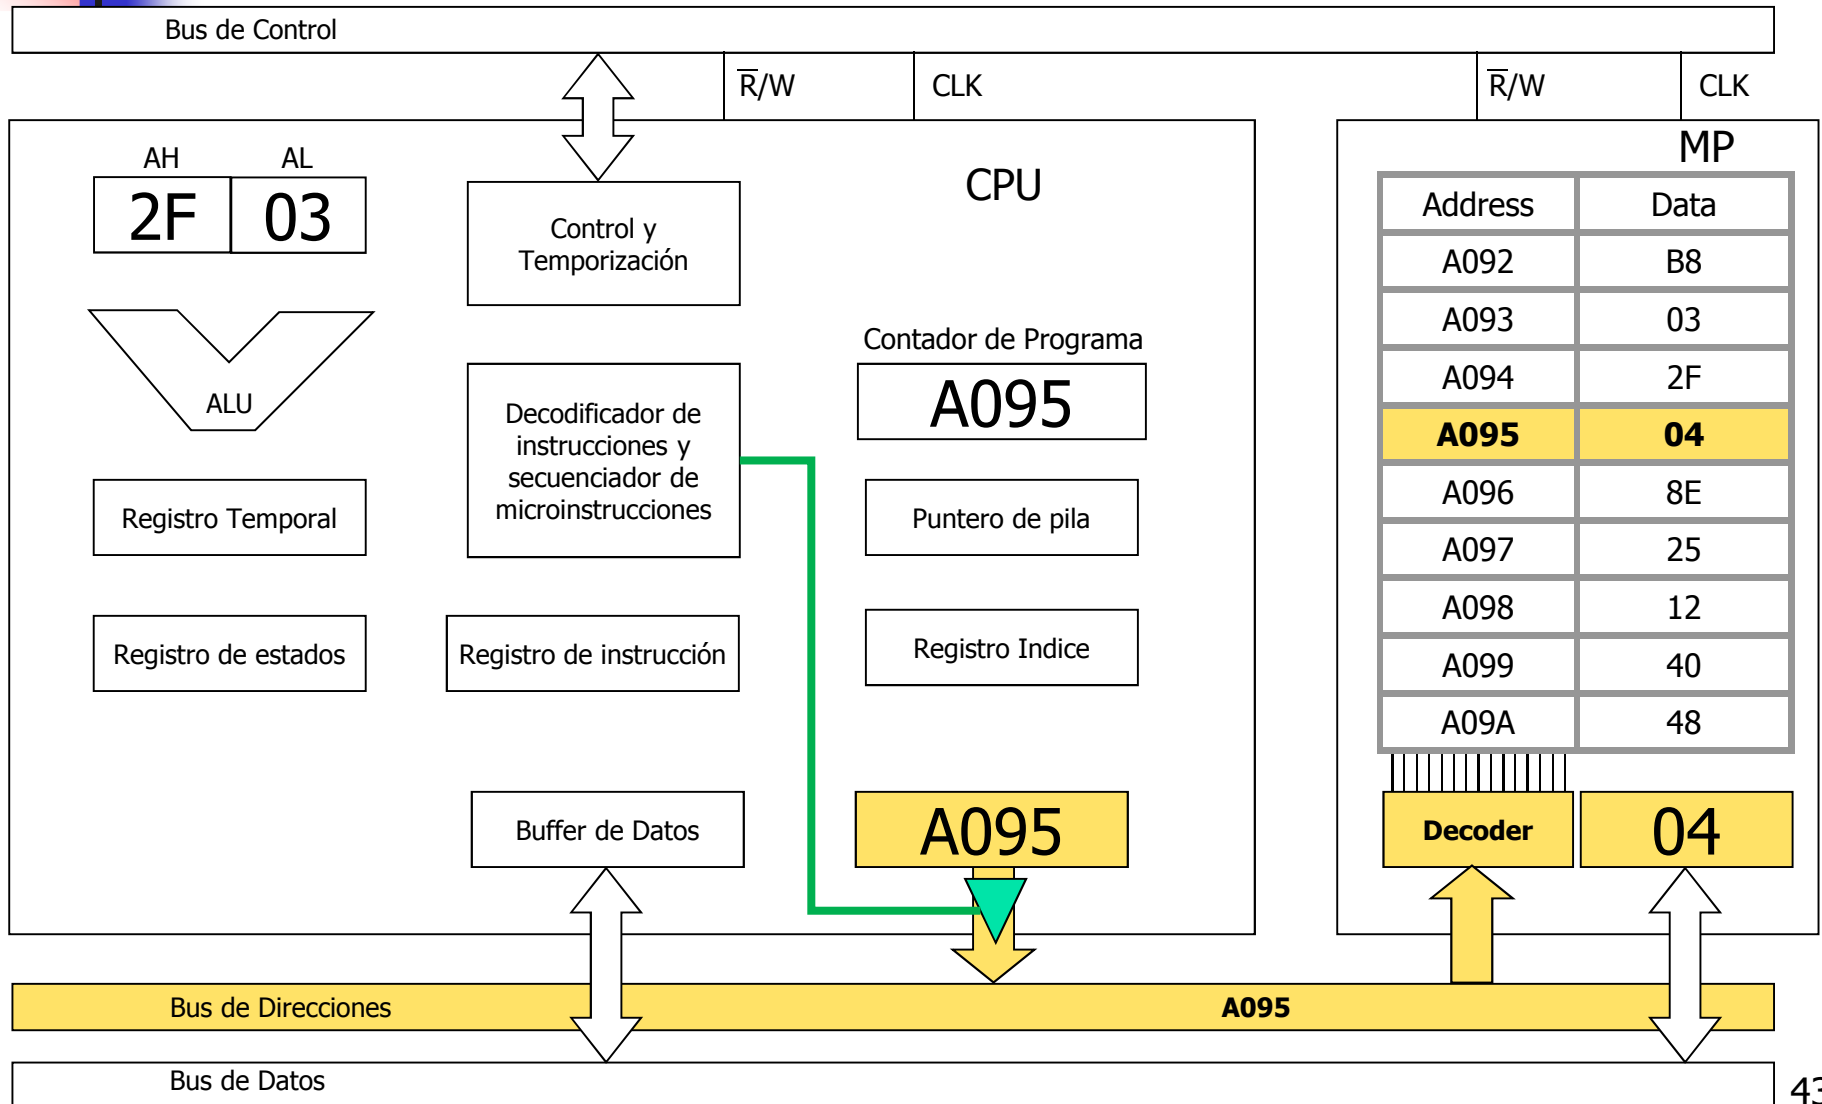 Bus de Control
R/W
CLK
R/W
CLK
AH
AL
2F
03
Control y
Temporización
CPU
ALU
Decodificador de
instrucciones y
secuenciador de
microinstrucciones
Contador de Programa
A095
Registro Temporal
Puntero de pila
Registro de estados
Registro de instrucción
Registro Indice
Buffer de Datos
A095
MP
Address Data
A092 B8
A093 03
A094 2F
A095 04
A096 8E
A097 25
A098 12
A099 40
A09A 48
Decoder
04
Bus de Direcciones
A095
Bus de Datos
43